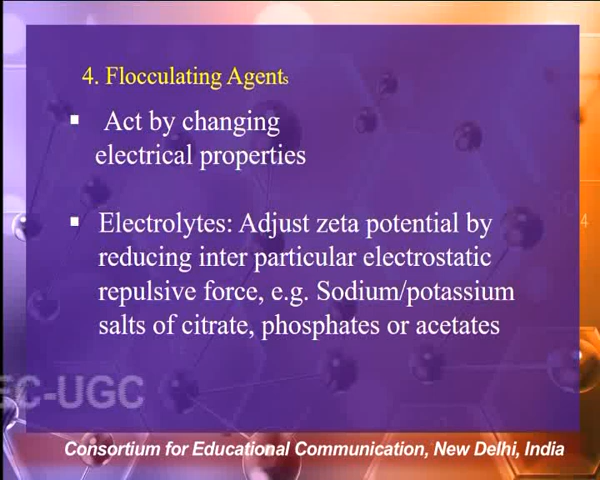 4. Flocculating Agents
▪ Act by changing
electrical properties
▪ Electrolytes: Adjust zeta potential by
reducing inter particular electrostatic
repulsive force, e.g. Sodium/potassium
salts of citrate, phosphates or acetates
EC-UGC
Consortium for Educational Communication, New Delhi, India